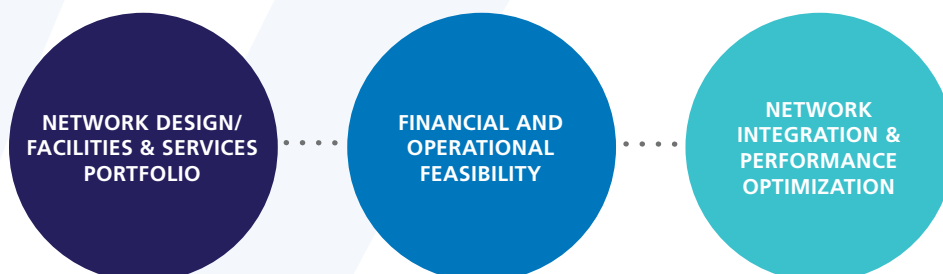 NETWORK DESIGN/
FACILITIES & SERVICES
PORTFOLIO
FINANCIAL AND
OPERATIONAL
FEASIBILITY
NETWORK
INTEGRATION &
PERFORMANCE
OPTIMIZATION